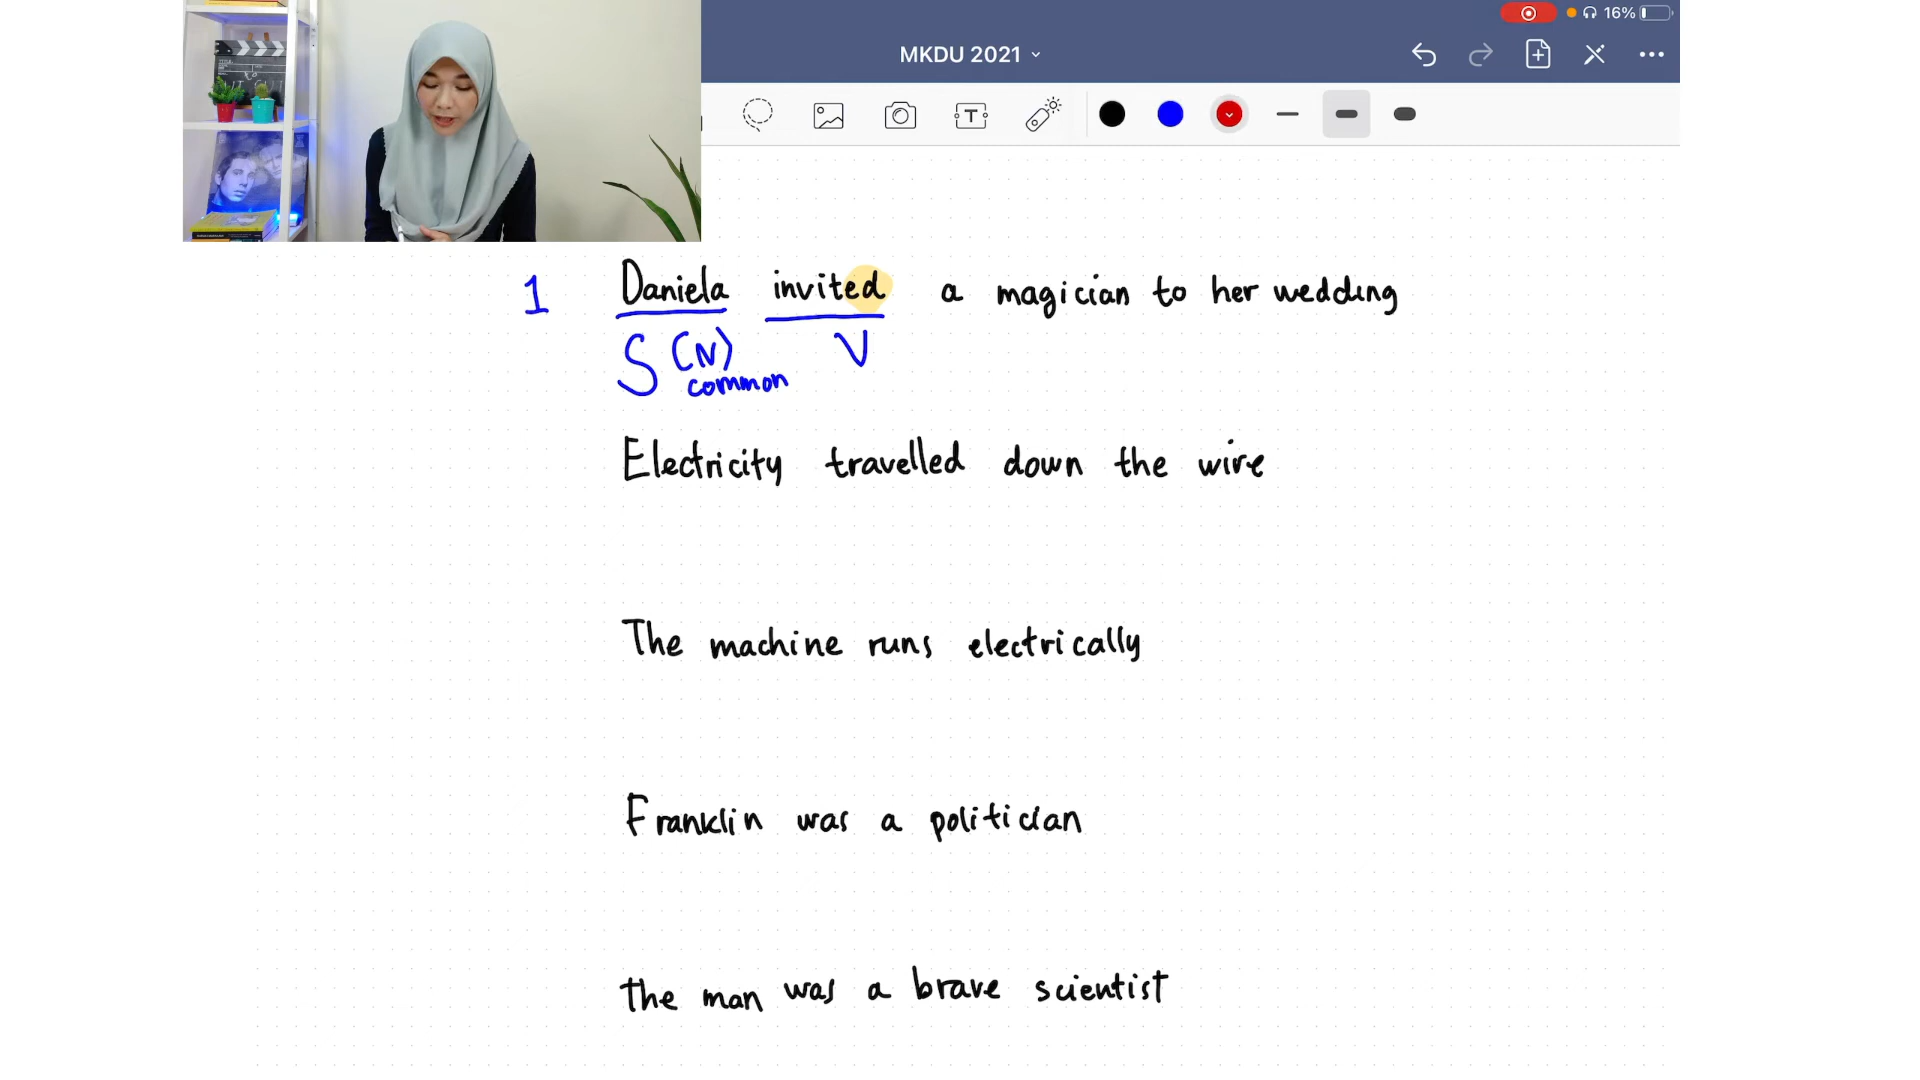 16%
MKDU 2021
T
1 Daniela invited a magician to her wedding
S (N) V
common
Electricity travelled down the wire
The machine runs electrically
Franklin was a politician
the man was a brave scientist